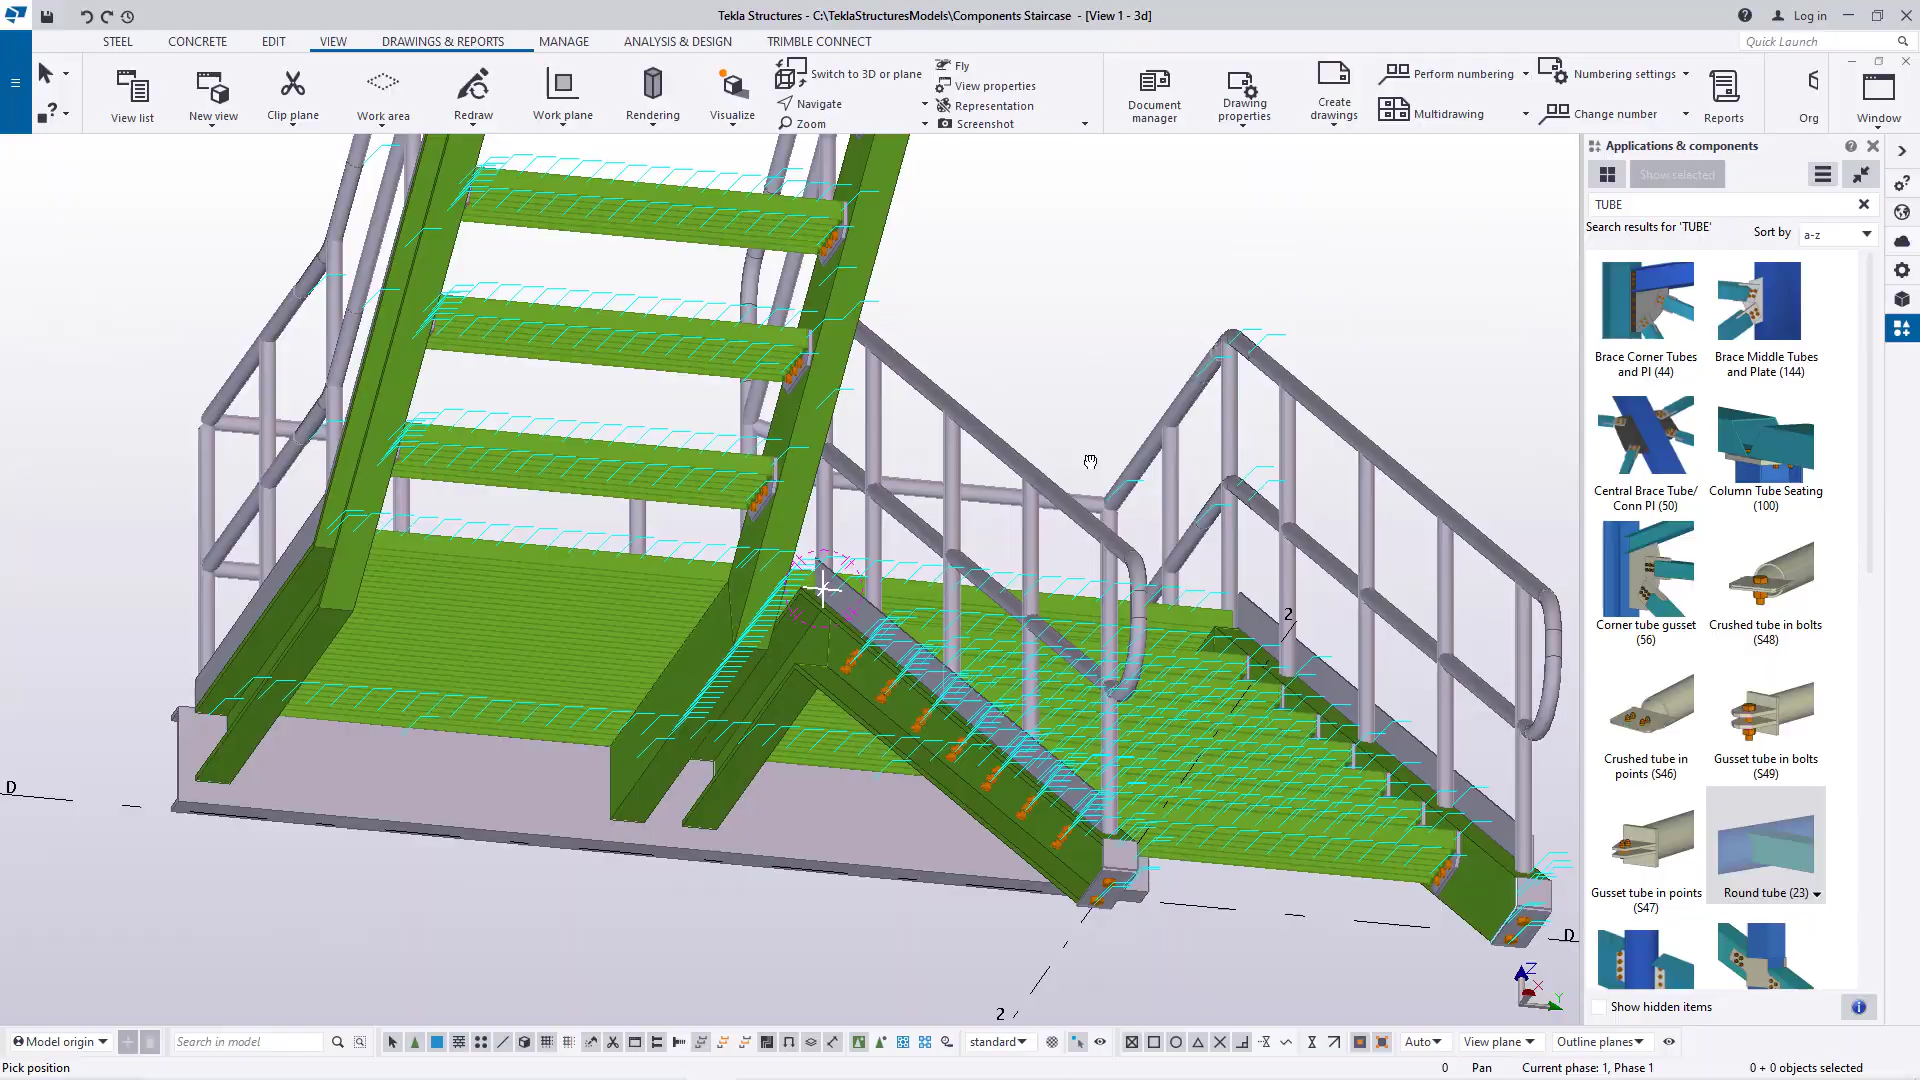 Tekla Structures - C:\TeklaStructuresModels\Components Staircase - [View 1 - 3d]
Log in
STEEL CONCRETE EDIT VIEW DRAWINGS & REPORTS MANAGE ANALYSIS & DESIGN TRIMBLE CONNECT
Quick Launch
View list
New view
Clip plane
Work area
Redraw
Work plane
Rendering
Visualize
Switch to 3D or plane
Navigate
Zoom
Fly
View properties
Representation
Screenshot
Document manager
Drawing properties
Create drawings
Perform numbering
Multidrawing
Numbering settings
Change number
Reports
Org
Window
Applications & components
Show selected
TUBE
Search results for 'TUBE'
Sort by a-z
Brace Corner Tubes and Pl (44)
Brace Middle Tubes and Plate (144)
Central Brace Tube/ Conn Pl (50)
Column Tube Seating (100)
Corner tube gusset (56)
Crushed tube in bolts (S48)
Crushed tube in points (S46)
Gusset tube in bolts (S49)
Gusset tube in points (S47)
Round tube (23)
Show hidden items
2
D
D
2
Z
X
Y
Model origin
Search in model
standard
Auto
View plane
Outline planes
Pick position
0
Pan
Current phase: 1, Phase 1
0 + 0 objects selected